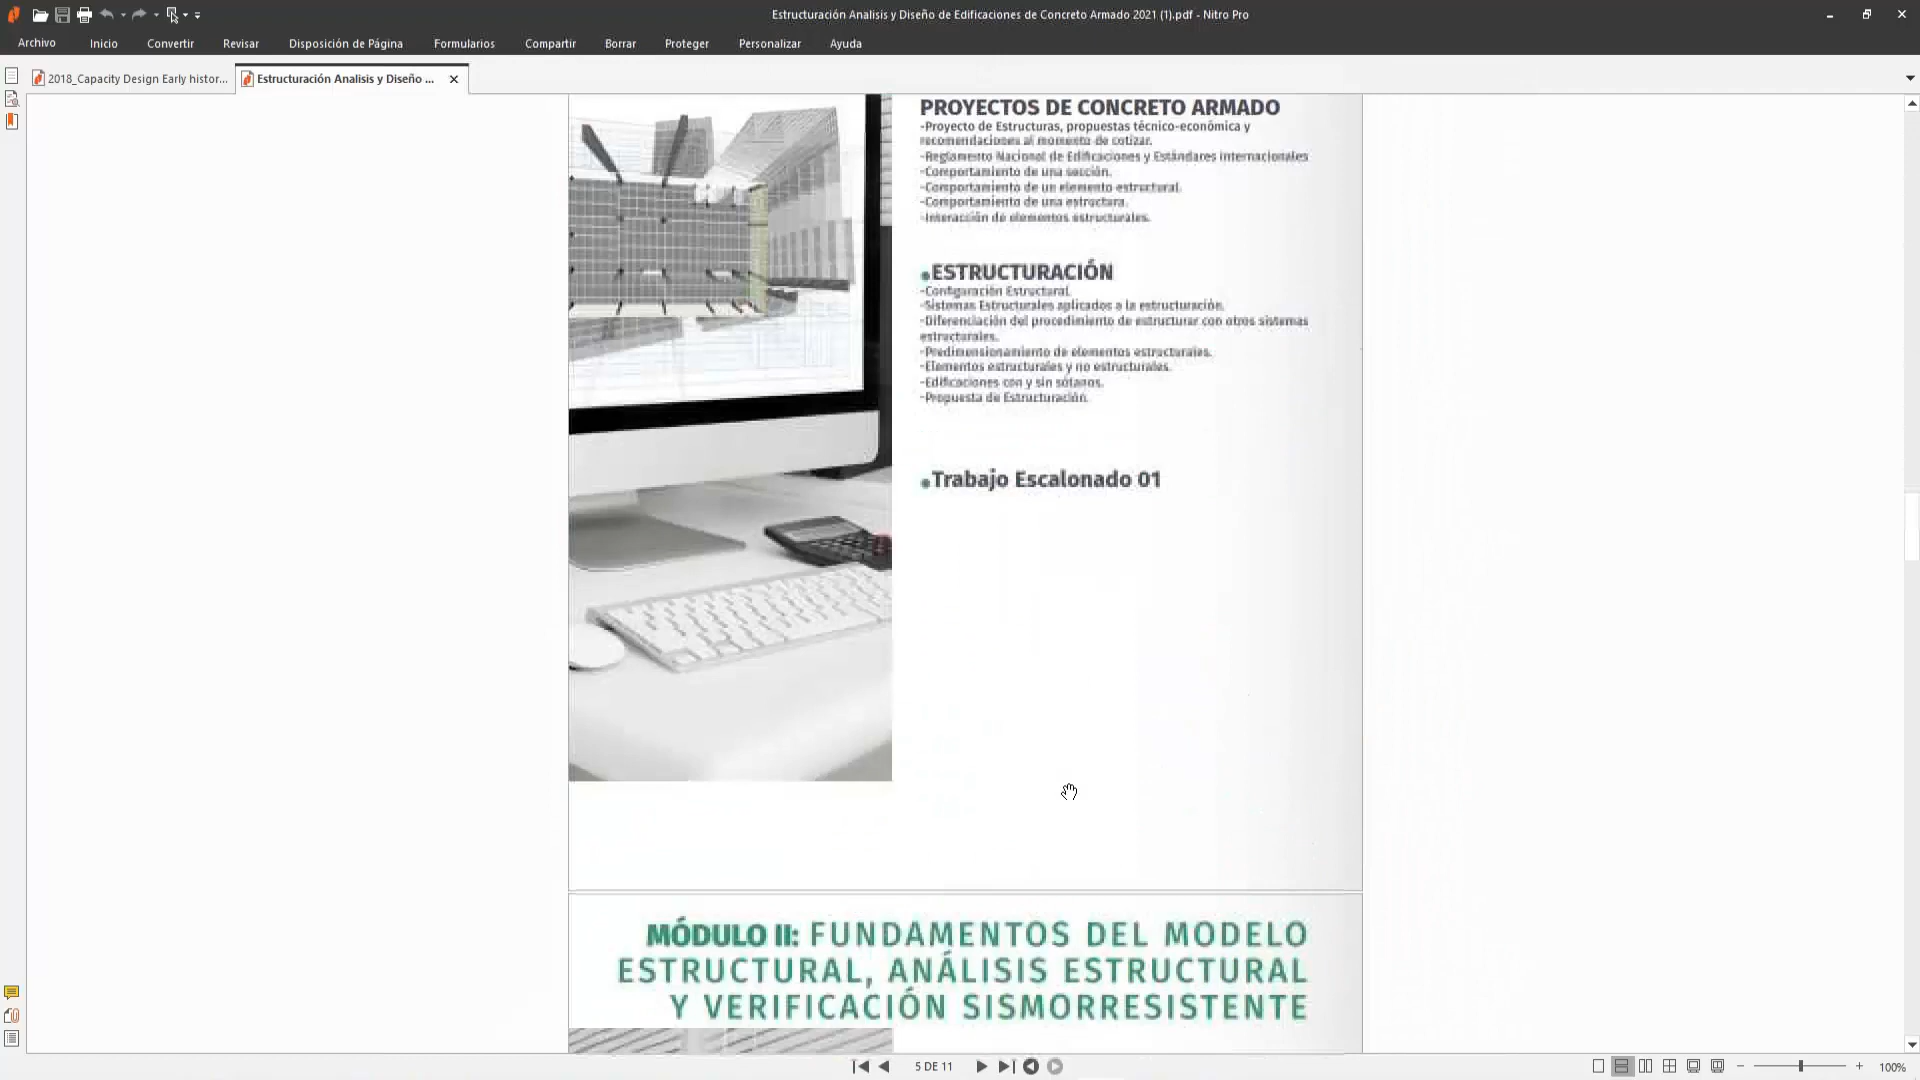 Estructuración Analisis y Diseño de Edificaciones de Concreto Armado 2021 (1).pdf - Nitro Pro
Archivo Inicio Convertir Revisar Disposición de Página Formularios Compartir Borrar Proteger Personalizar Ayuda
2018_Capacity Design Early histor... Estructuración Analisis y Diseño ...
PROYECTOS DE CONCRETO ARMADO
-Proyecto de Estructuras, propuestas técnico-económica y
recomendaciones al momento de cotizar.
-Reglamento Nacional de Edificaciones y Estándares internacionales
-Comportamiento de una sección.
-Comportamiento de un elemento estructural.
-Comportamiento de una estructura.
-Interacción de elementos estructurales.
ESTRUCTURACIÓN
-Configuración Estructural.
-Sistemas Estructurales aplicados a la estructuración.
-Diferenciación del procedimiento de estructurar con otros sistemas
estructurales.
-Predimensionamiento de elementos estructurales.
-Elementos estructurales y no estructurales.
-Edificaciones con y sin sótanos.
-Propuesta de Estructuración.
Trabajo Escalonado 01
MÓDULO II: FUNDAMENTOS DEL MODELO
ESTRUCTURAL, ANÁLISIS ESTRUCTURAL
Y VERIFICACIÓN SISMORRESISTENTE
5 DE 11
100%